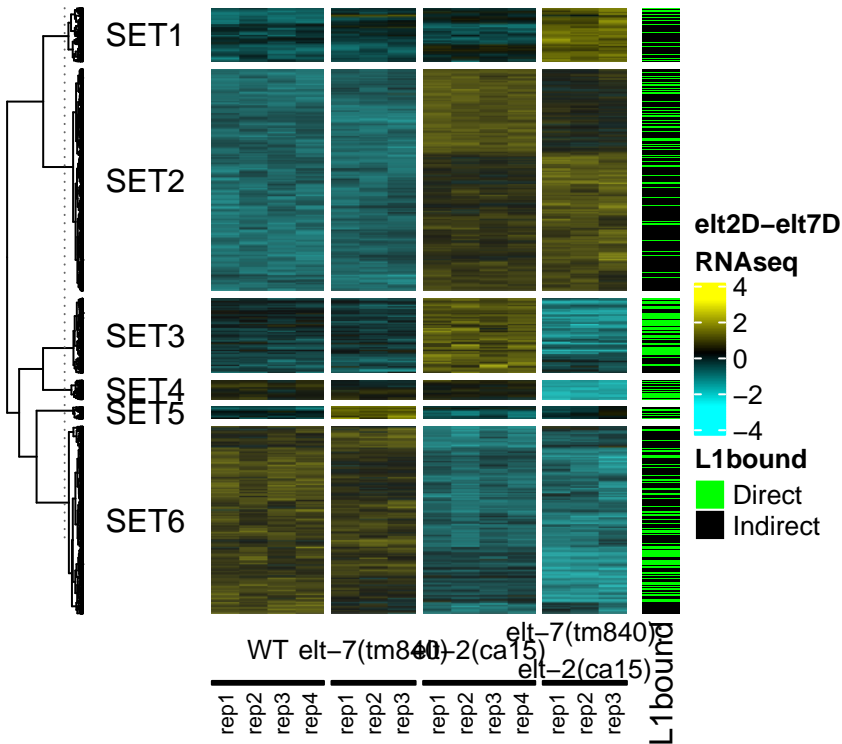 SET1
SET2
SET3
SET4
SET5
SET6
elt2D−elt7D
RNAseq
4
2
0
−2
−4
L1bound
Direct
Indirect
WT
elt−7(tm840)
elt−2(ca15)
elt−7(tm840);
elt−2(ca15)
rep1
rep2
rep3
rep4
rep1
rep2
rep3
rep1
rep2
rep3
rep4
rep1
rep2
rep3
L1bound